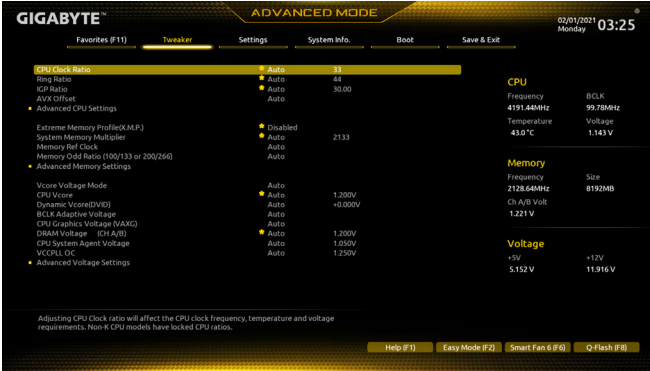 GIGABYTE™
ADVANCED MODE
02/01/2021
Monday
03:25
Favorites (F11) Tweaker Settings System Info. Boot Save & Exit
CPU Clock Ratio Auto 33
Ring Ratio Auto 44
IGP Ratio Auto 30.00
AVX Offset Auto
Advanced CPU Settings
Extreme Memory Profile(X.M.P.) Disabled
System Memory Multiplier Auto 2133
Memory Ref Clock Auto
Memory Odd Ratio (100/133 or 200/266) Auto
Advanced Memory Settings
Vcore Voltage Mode Auto
CPU Vcore Auto 1.200V
Dynamic Vcore(DVID) Auto +0.000V
BCLK Adaptive Voltage Auto
CPU Graphics Voltage (VAXG) Auto
DRAM Voltage (CH A/B) Auto 1.200V
CPU System Agent Voltage Auto 1.050V
VCCPLL OC Auto 1.250V
Advanced Voltage Settings
CPU
Frequency BCLK
4191.44MHz 99.78MHz
Temperature Voltage
43.0 °C 1.143 V
Memory
Frequency Size
2128.64MHz 8192MB
Ch A/B Volt
1.221 V
Voltage
+5V +12V
5.152 V 11.916 V
Adjusting CPU Clock ratio will affect the CPU clock frequency, temperature and voltage
requirements. Non-K CPU models have locked CPU ratios.
Help (F1) Easy Mode (F2) Smart Fan 6 (F6) Q-Flash (F8)